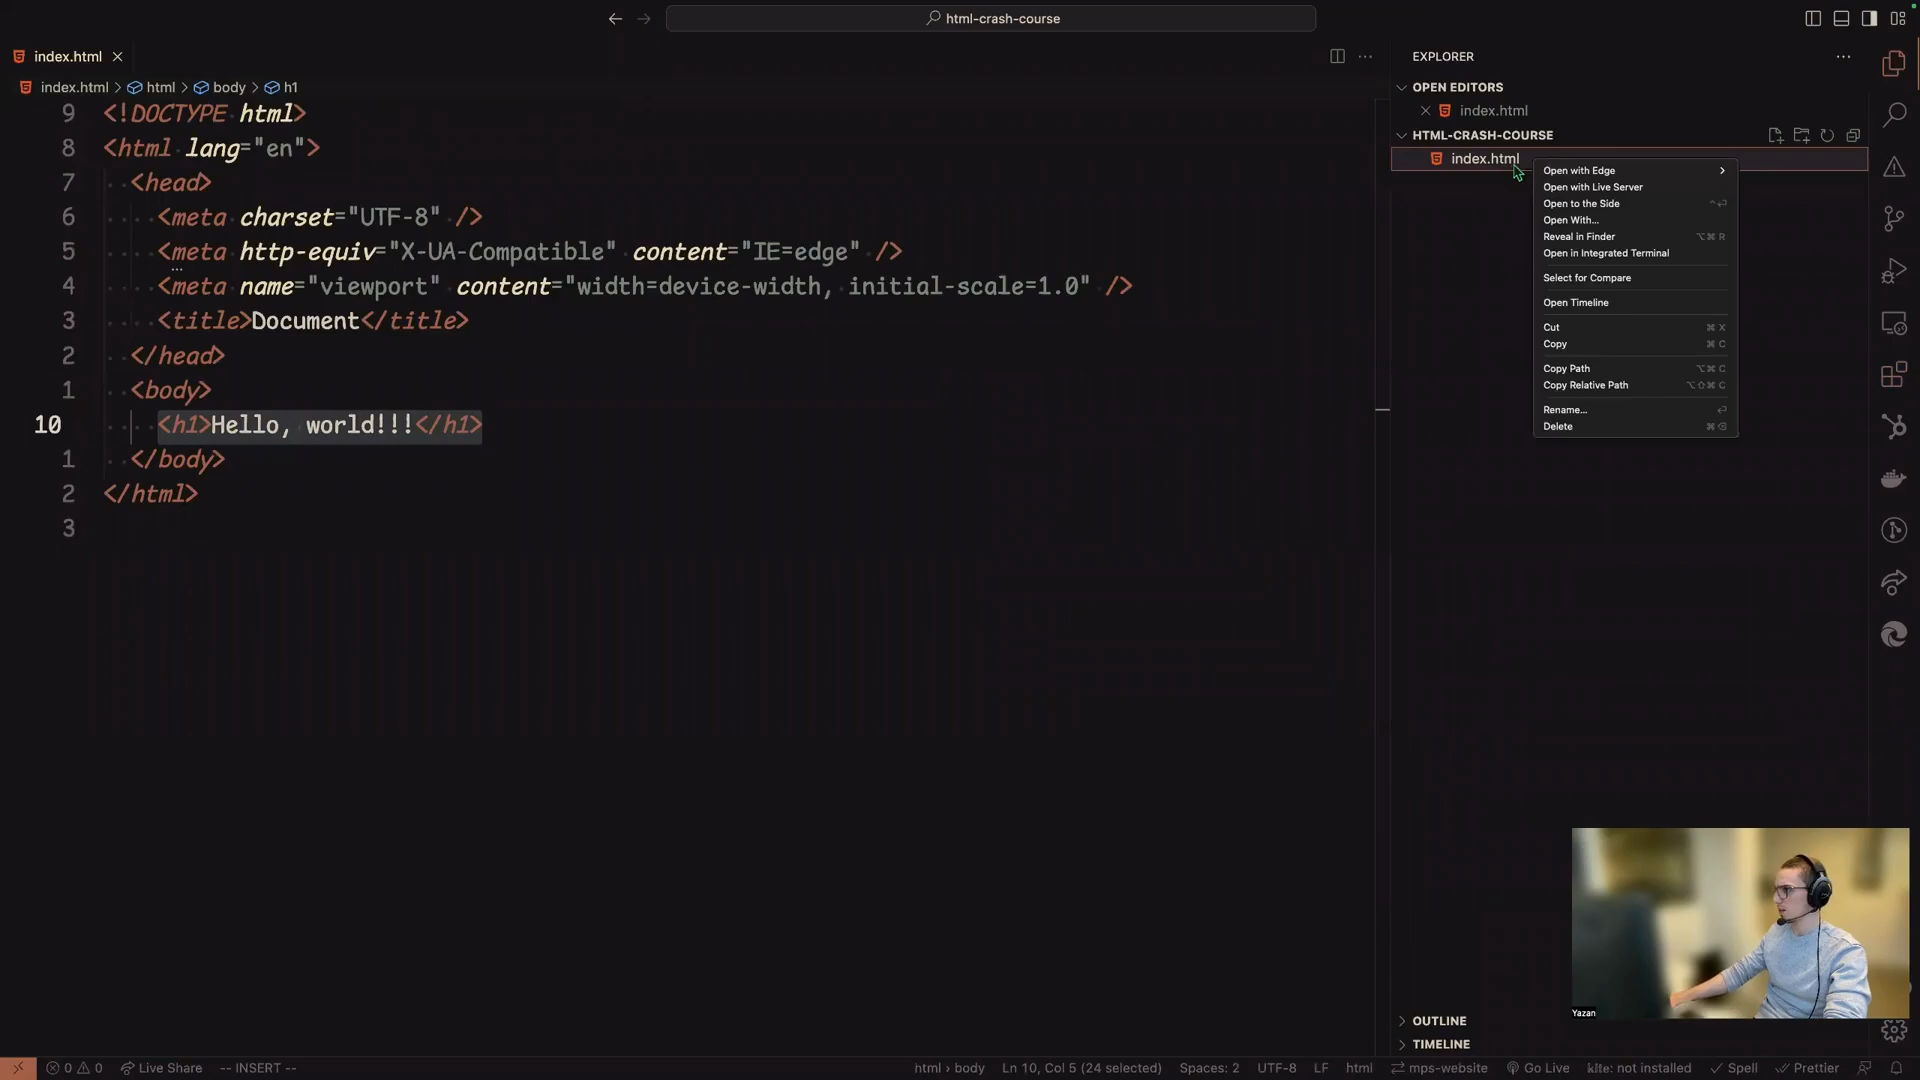 html-crash-course
index.html
index.html > html > body > h1
9 <!DOCTYPE html>
8 <html lang="en">
7 <head>
6 <meta charset="UTF-8" />
5 <meta http-equiv="X-UA-Compatible" content="IE=edge" />
4 <meta name="viewport" content="width=device-width, initial-scale=1.0" />
3 <title>Document</title>
2 </head>
1 <body>
10 <h1>Hello, world!!!</h1>
1 </body>
2 </html>
3
EXPLORER
OPEN EDITORS
index.html
HTML-CRASH-COURSE
index.html
Open with Edge
Open with Live Server
Open to the Side ⌃⏎
Open With...
Reveal in Finder ⌥⌘ R
Open in Integrated Terminal
Select for Compare
Open Timeline
Cut ⌘ X
Copy ⌘ C
Copy Path ⌥⌘ C
Copy Relative Path ⌥⇧⌘ C
Rename... ⏎
Delete ⌘⌫
Yazan
OUTLINE
TIMELINE
0 0 Live Share -- INSERT -- html > body Ln 10, Col 5 (24 selected) Spaces: 2 UTF-8 LF html mps-website Go Live kite: not installed Spell Prettier